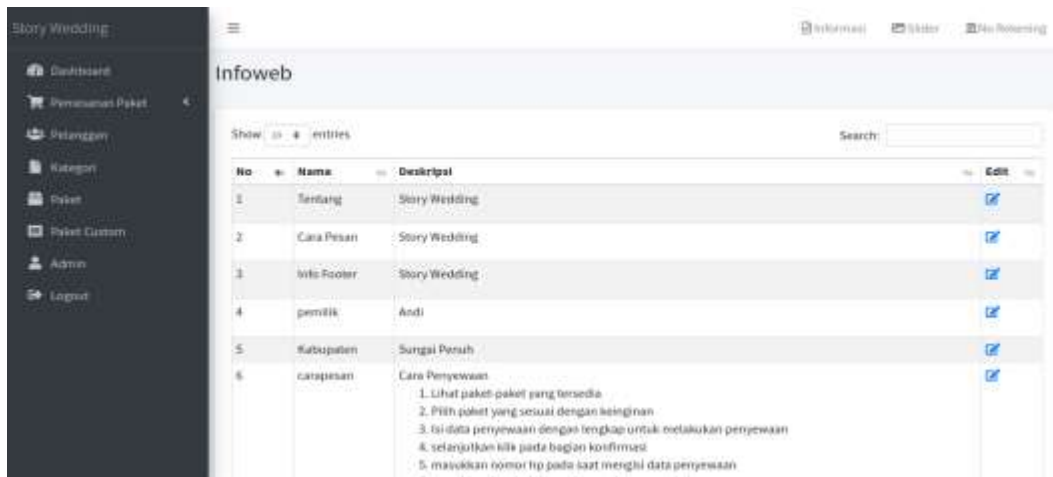 Story Wedding
Informasi Slider No Rekening
Dashboard
Pemesanan Paket
Pelanggan
Kategori
Paket
Paket Custom
Admin
Logout
Infoweb
Show entries
Search:
No Nama Deskripsi Edit
1 Tentang Story Wedding
2 Cara Pesan Story Wedding
3 Info Footer Story Wedding
4 pemilik Andi
5 Kabupaten Sungai Penuh
6 carapesan Cara Penyewaan
1. Lihat paket-paket yang tersedia
2. Pilih paket yang sesuai dengan keinginan
3. Isi data penyewaan dengan lengkap untuk melakukan penyewaan
4. selanjutkan klik pada bagian konfirmasi
5. masukkan nomor hp pada saat mengisi data penyewaan